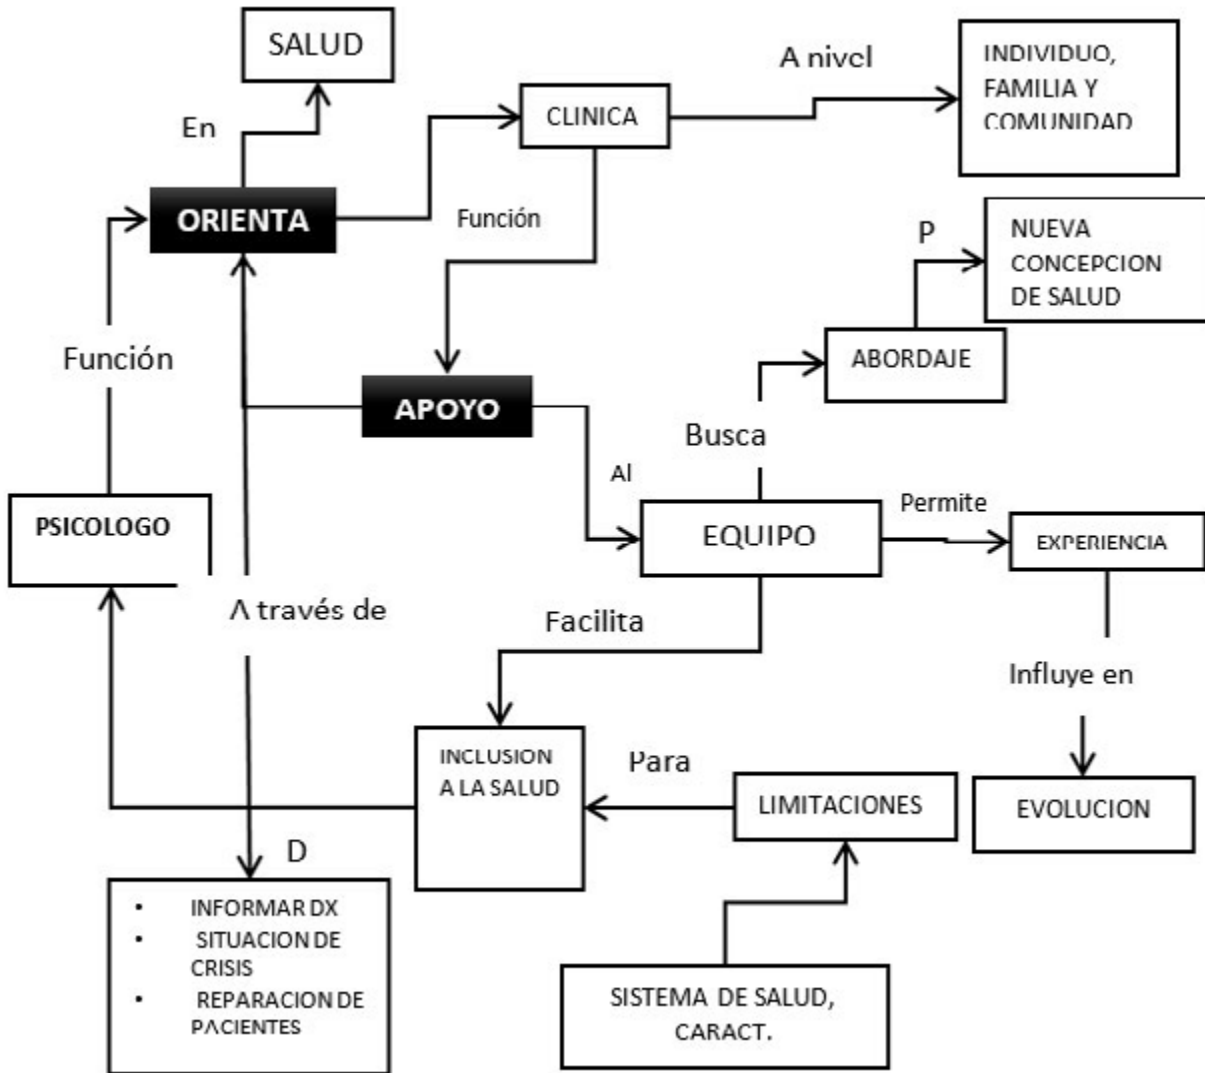 SALUD
En
CLINICA
A nivel
INDIVIDUO,
FAMILIA Y
COMUNIDAD
ORIENTA
Función
P
NUEVA
CONCEPCION
DE SALUD
Función
ABORDAJE
APOYO
Busca
Al
PSICOLOGO
EQUIPO
Permite
EXPERIENCIA
A través de
Facilita
Influye en
INCLUSION
A LA SALUD
Para
LIMITACIONES
EVOLUCION
D
• INFORMAR DX
• SITUACION DE
CRISIS
• REPARACION DE
PACIENTES
SISTEMA DE SALUD,
CARACT.